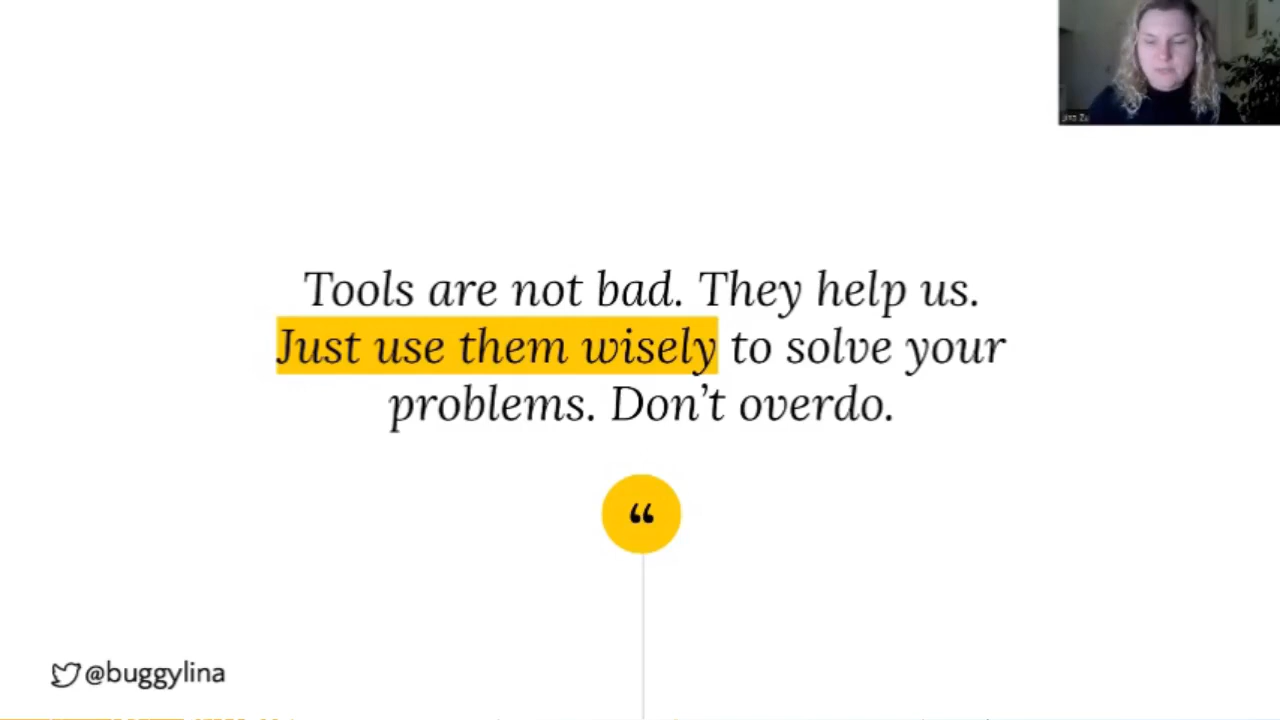 Tools are not bad. They help us.
Just use them wisely to solve your
problems. Don’t overdo.
“
@buggylina